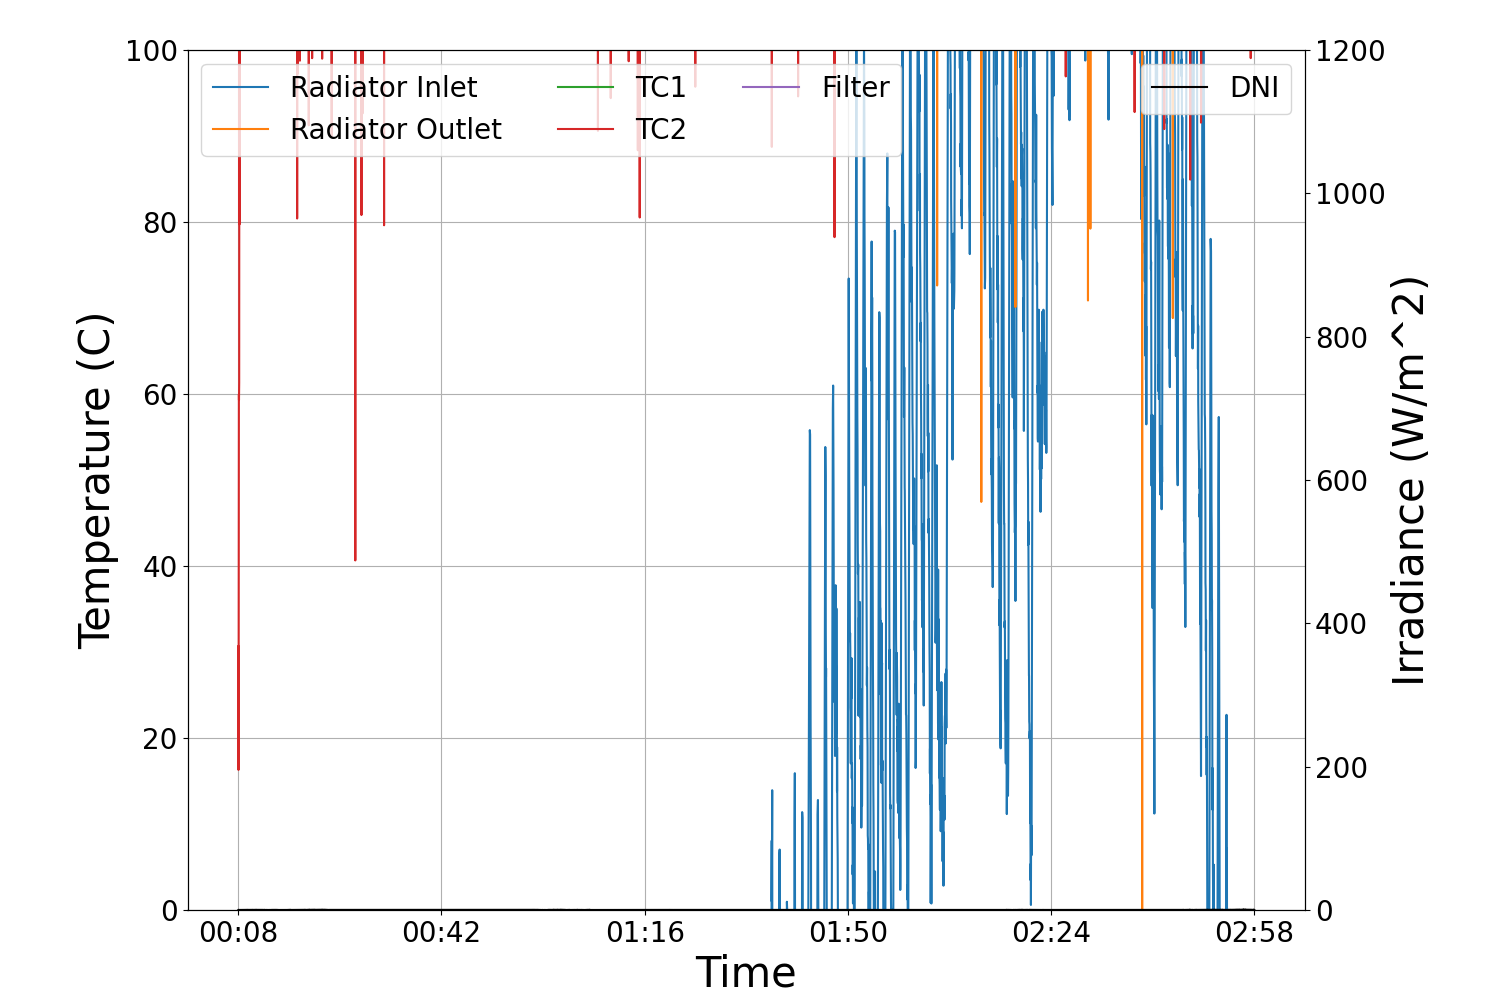 100
80
60
40
20
0
Temperature (C)
Radiator Inlet
Radiator Outlet
TC1
TC2
Filter
DNI
1200
1000
800
600
400
200
0
Irradiance (W/m^2)
00:08
00:42
01:16
01:50
02:24
02:58
Time